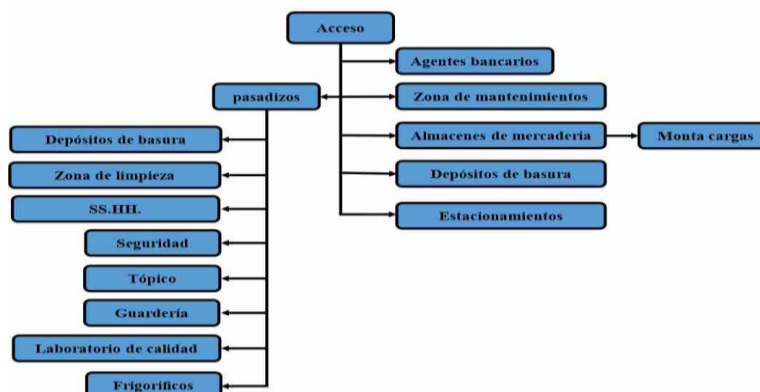 Acceso
Agentes bancarios
pasadizos
Zona de mantenimientos
Depósitos de basura
Almacenes de mercadería
Monta cargas
Zona de limpieza
Depósitos de basura
SS.HH.
Estacionamientos
Seguridad
Tópico
Guardería
Laboratorio de calidad
Frigoríficos